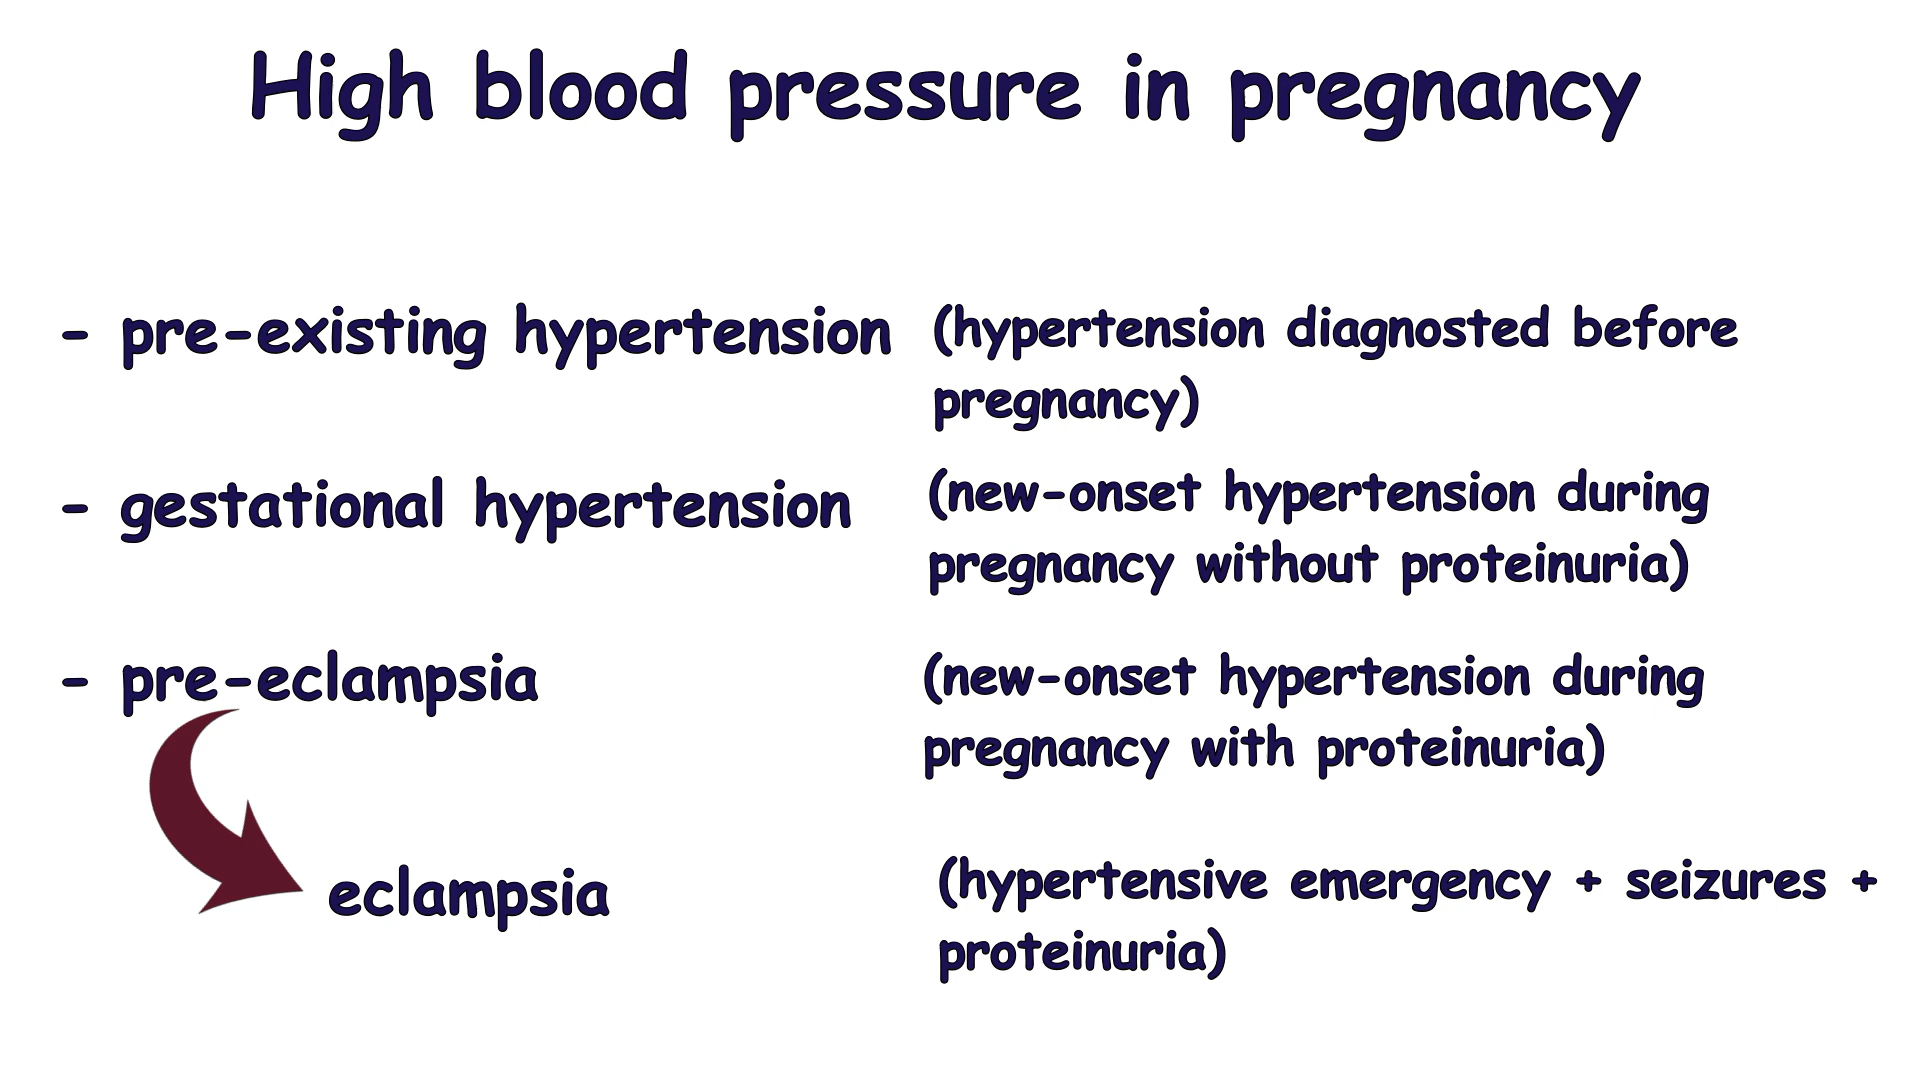 High blood pressure in pregnancy
- pre-existing hypertension (hypertension diagnosted before
pregnancy)
- gestational hypertension (new-onset hypertension during
pregnancy without proteinuria)
- pre-eclampsia (new-onset hypertension during
pregnancy with proteinuria)
eclampsia (hypertensive emergency + seizures +
proteinuria)